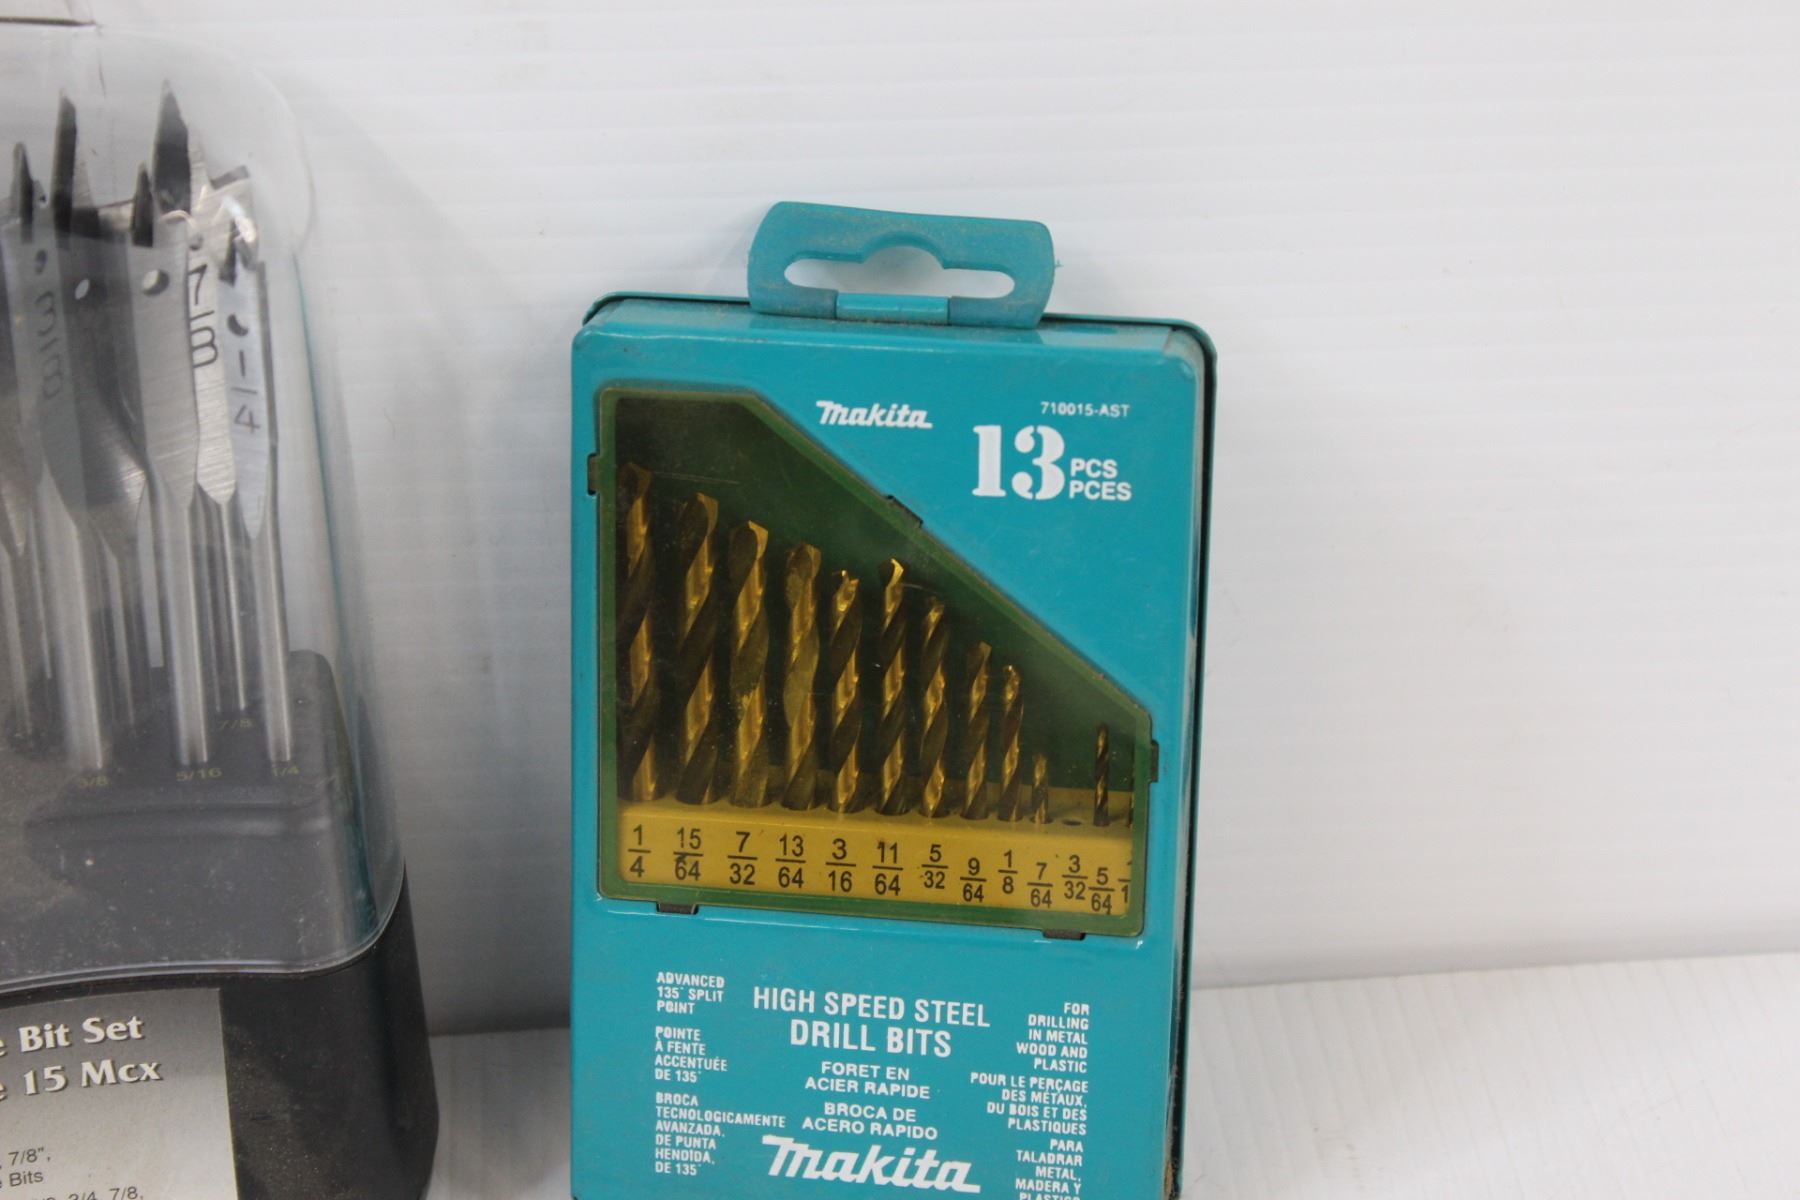 7/8
1/4
7/8
3/8
5/16
1/4
Bit Set
15 Mcx
7/8",
Bits
3/4, 7/8,
Makita
710015-AST
13 PCS
PCES
1/4 15/64 7/32 13/64 3/16 11/64 5/32 9/64 1/8 7/64 3/32 5/64
ADVANCED
135° SPLIT
POINT
POINTE
À FENTE
ACCENTUÉE
DE 135°
BROCA
TECNOLOGICAMENTE
AVANZADA,
DE PUNTA
HENDIDA,
DE 135°
HIGH SPEED STEEL
DRILL BITS
FORET EN
ACIER RAPIDE
BROCA DE
ACERO RAPIDO
Makita
FOR
DRILLING
IN METAL
WOOD AND
PLASTIC
POUR LE PERÇAGE
DES MÉTAUX,
DU BOIS ET DES
PLASTIQUES
PARA
TALADRAR
METAL,
MADERA Y
PLASTICO